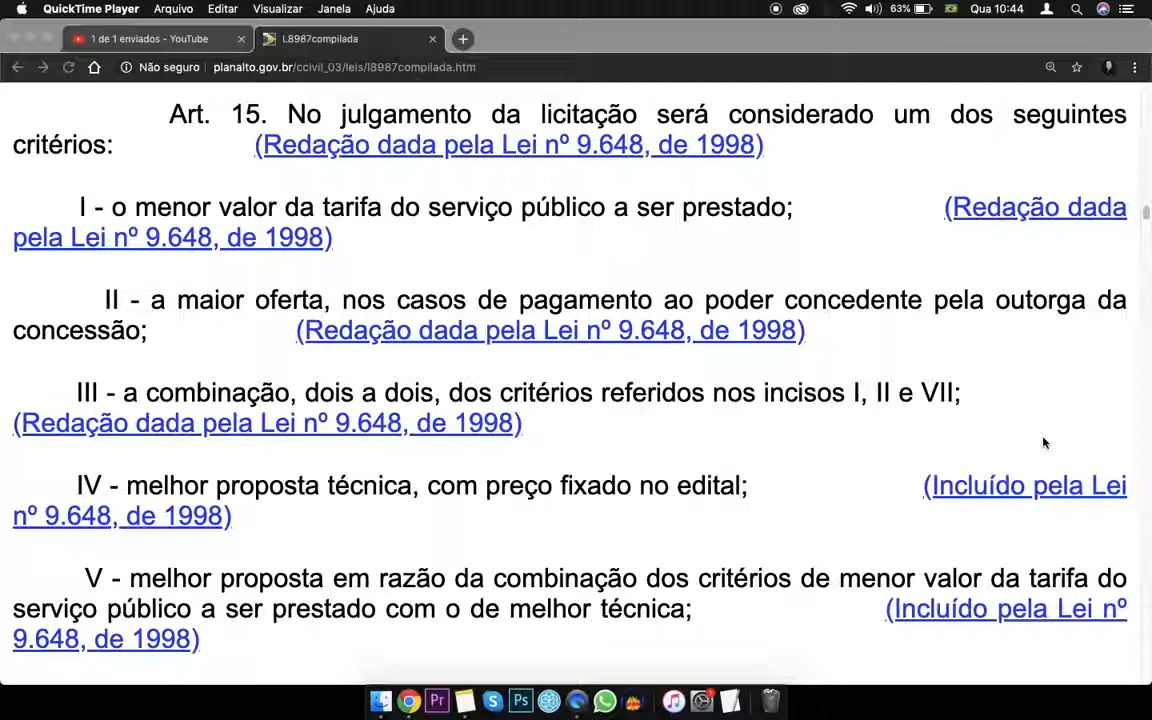 QuickTime Player Arquivo Editar Visualizar Janela Ajuda 63% Qua 10:44
1 de 1 enviados - YouTube × L8987compilada × +
Não seguro | planalto.gov.br/ccivil_03/leis/l8987compilada.htm
Art. 15. No julgamento da licitação será considerado um dos seguintes
critérios: (Redação dada pela Lei nº 9.648, de 1998)
I - o menor valor da tarifa do serviço público a ser prestado; (Redação dada
pela Lei nº 9.648, de 1998)
II - a maior oferta, nos casos de pagamento ao poder concedente pela outorga da
concessão; (Redação dada pela Lei nº 9.648, de 1998)
III - a combinação, dois a dois, dos critérios referidos nos incisos I, II e VII;
(Redação dada pela Lei nº 9.648, de 1998)
IV - melhor proposta técnica, com preço fixado no edital; (Incluído pela Lei
nº 9.648, de 1998)
V - melhor proposta em razão da combinação dos critérios de menor valor da tarifa do
serviço público a ser prestado com o de melhor técnica; (Incluído pela Lei nº
9.648, de 1998)
Pr Ps